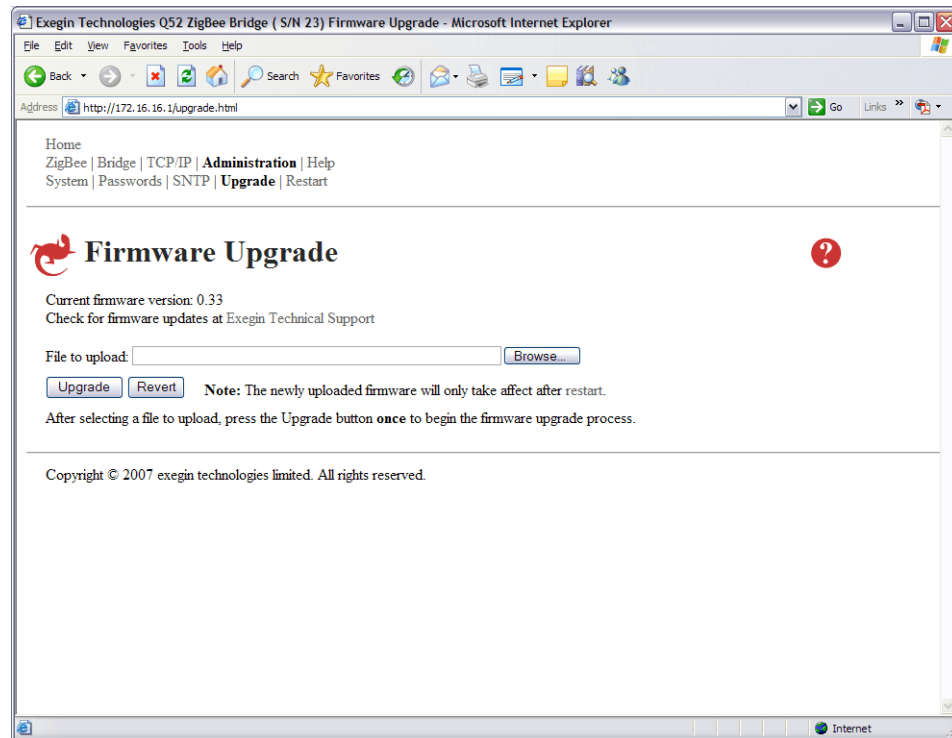 Exegin Technologies Q52 ZigBee Bridge ( S/N 23) Firmware Upgrade - Microsoft Internet Explorer
File Edit View Favorites Tools Help
Back Search Favorites
Address http://172.16.16.1/upgrade.html Go Links »
Home
ZigBee | Bridge | TCP/IP | Administration | Help
System | Passwords | SNTP | Upgrade | Restart
Firmware Upgrade ?
Current firmware version: 0.33
Check for firmware updates at Exegin Technical Support
File to upload: Browse...
Upgrade Revert Note: The newly uploaded firmware will only take affect after restart.
After selecting a file to upload, press the Upgrade button once to begin the firmware upgrade process.
Copyright © 2007 exegin technologies limited. All rights reserved.
Internet